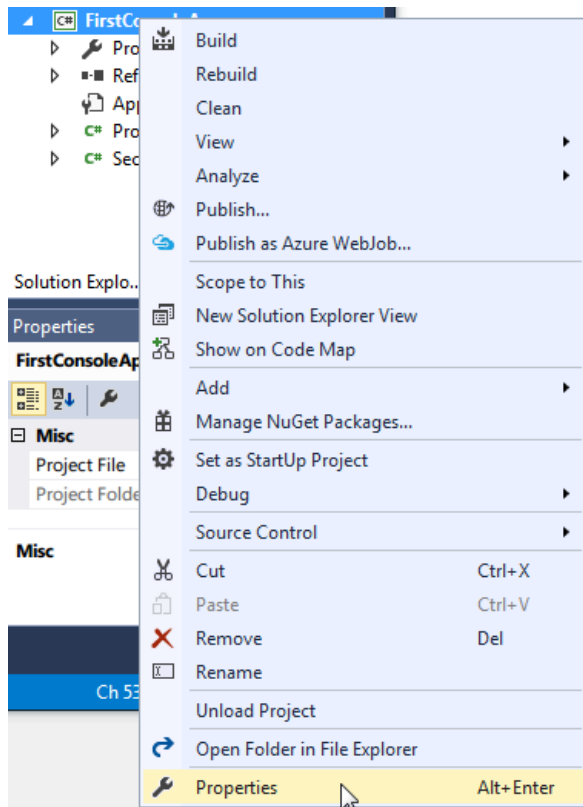 C# FirstCo
Pro
Ref
App
C# Pro
C# Sec
Solution Explo..
Properties
FirstConsoleAp
Misc
Project File
Project Folde
Misc
Ch 53
Build
Rebuild
Clean
View
Analyze
Publish...
Publish as Azure WebJob...
Scope to This
New Solution Explorer View
Show on Code Map
Add
Manage NuGet Packages...
Set as StartUp Project
Debug
Source Control
Cut Ctrl+X
Paste Ctrl+V
Remove Del
Rename
Unload Project
Open Folder in File Explorer
Properties Alt+Enter